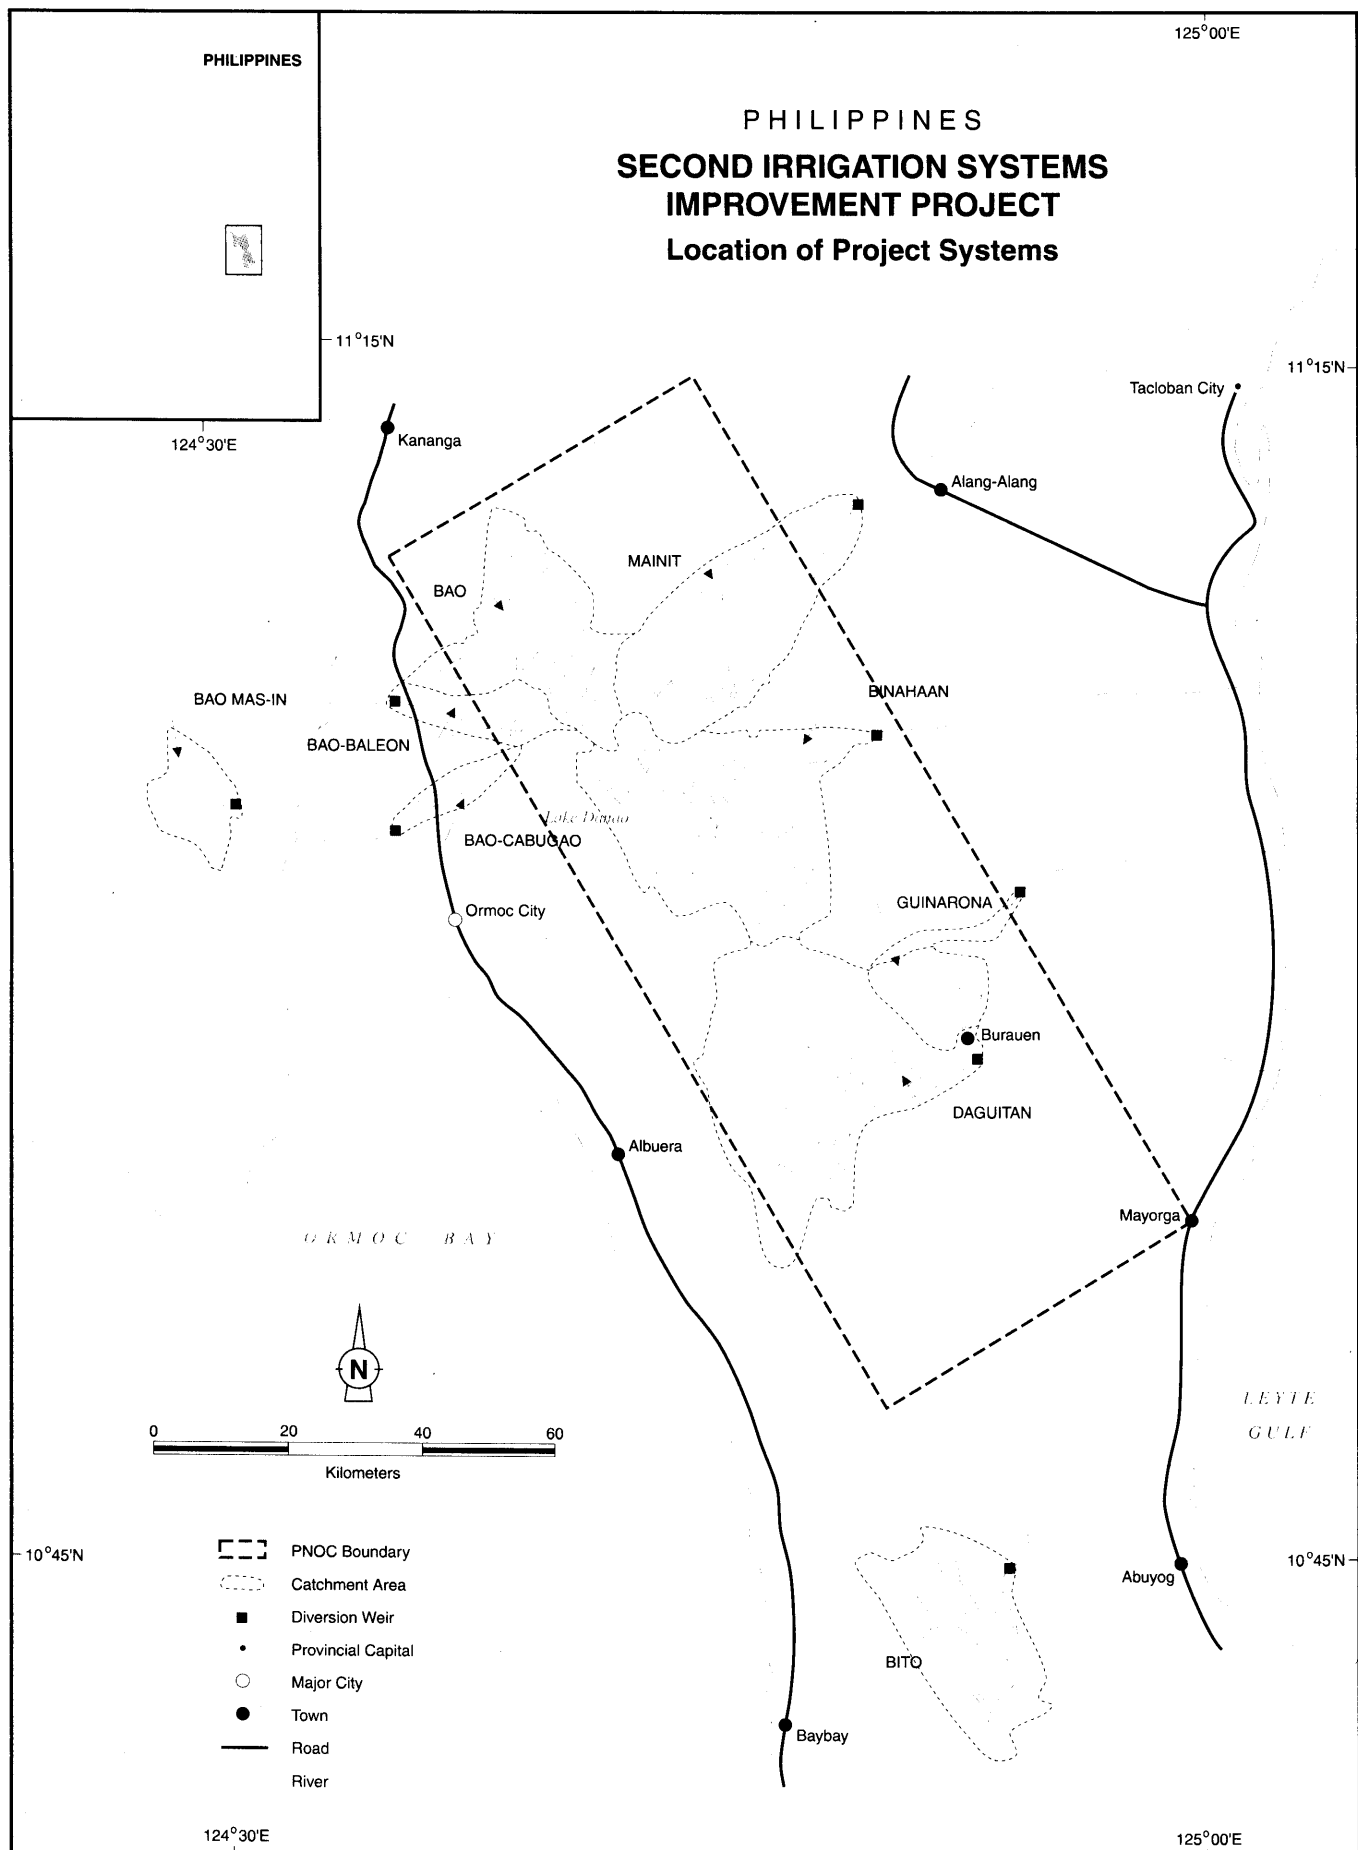 125°00'E
PHILIPPINES
PHILIPPINES
SECOND IRRIGATION SYSTEMS
IMPROVEMENT PROJECT
Location of Project Systems
11°15'N
11°15'N
Tacloban City
124°30'E
Kananga
Alang-Alang
MAINIT
BAO
BINAHAAN
BAO MAS-IN
BAO-BALEON
Lake Danao
BAO-CABUGAO
GUINARONA
Ormoc City
Burauen
DAGUITAN
Albuera
Mayorga
ORMOC BAY
N
LEYTE
GULF
0 20 40 60
Kilometers
PNOC Boundary
10°45'N
10°45'N
Abuyog
Catchment Area
Diversion Weir
Provincial Capital
BITO
Major City
Town
Baybay
Road
River
124°30'E
125°00'E